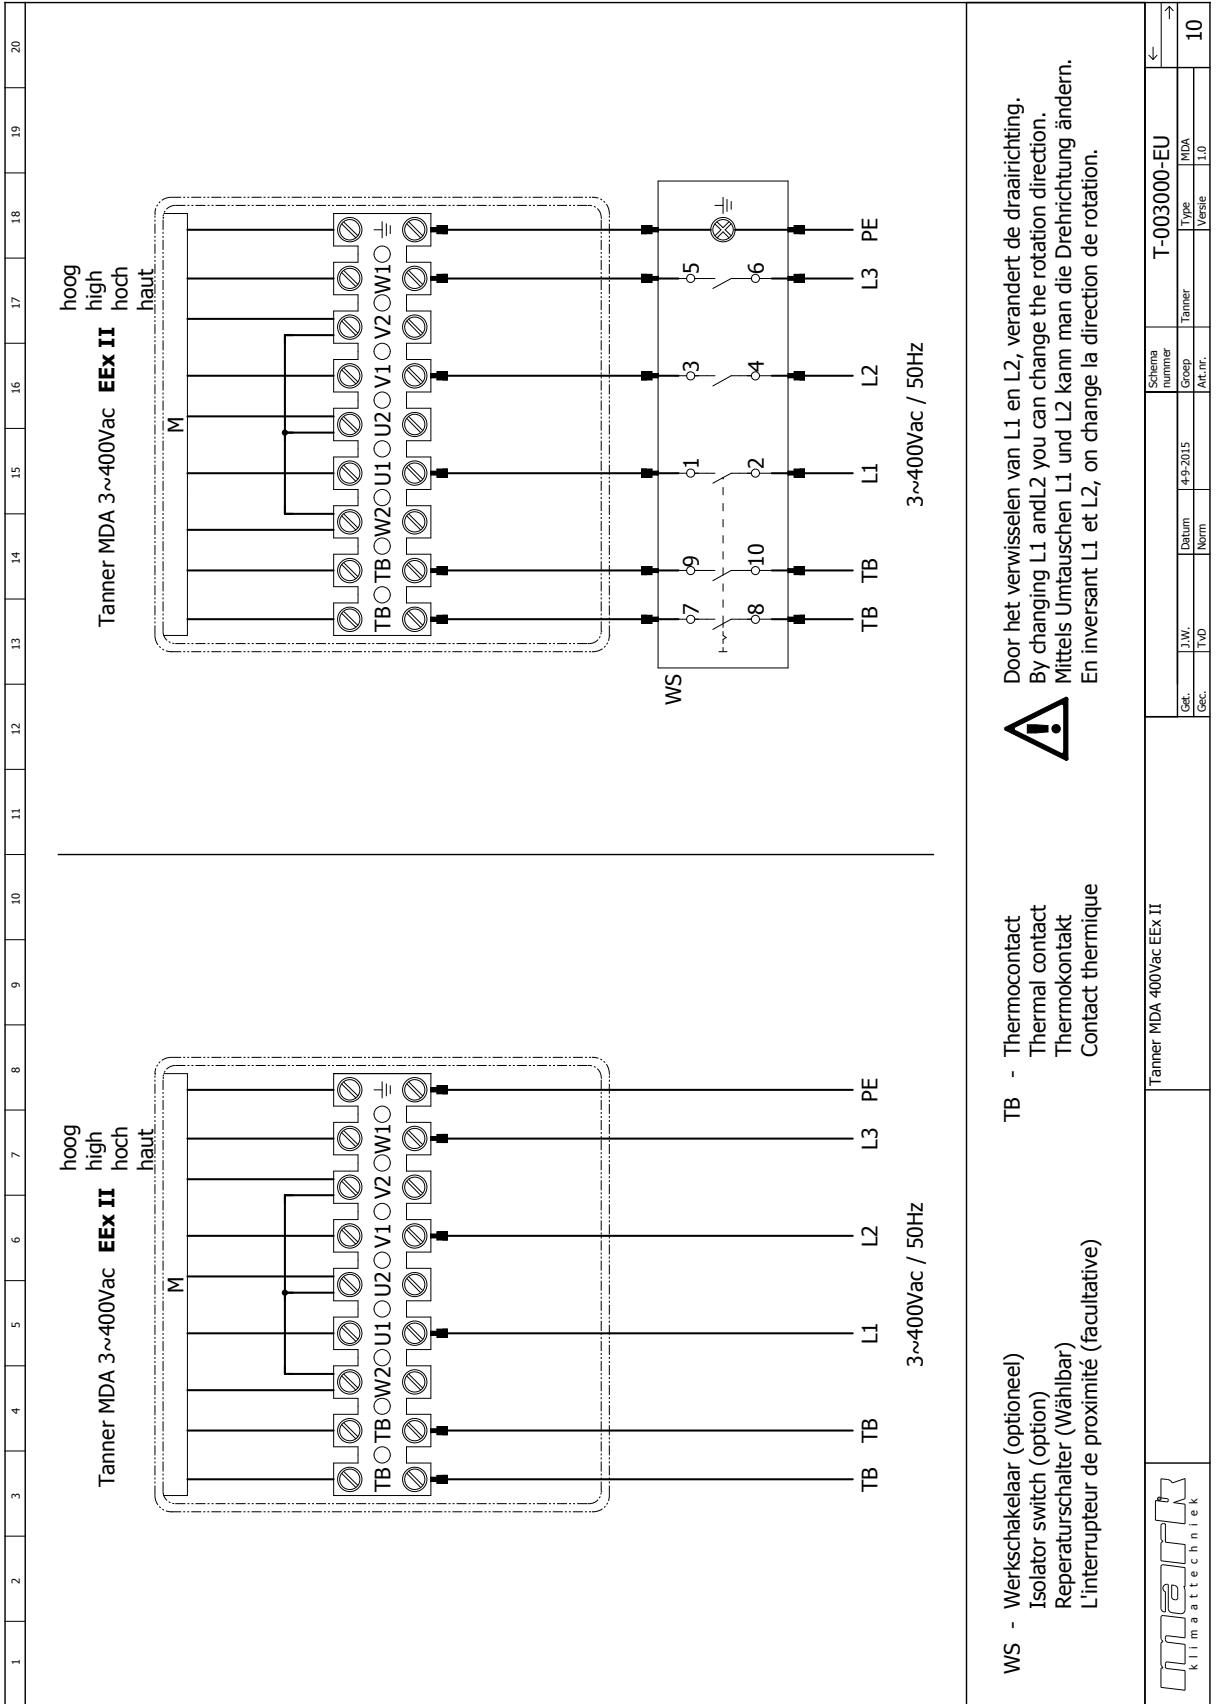 1 2 3 4 5 6 7 8 9 10 11 12 13 14 15 16 17 18 19 20
Tanner MDA 3~400Vac EEx II
hoog
high
hoch
haut
M
TB TB W2 U1 U2 V1 V2 W1
TB TB L1 L2 L3 PE
3~400Vac / 50Hz
Tanner MDA 3~400Vac EEx II
hoog
high
hoch
haut
M
TB TB W2 U1 U2 V1 V2 W1
WS
7 9 1 3 5
8 10 2 4 6
TB TB L1 L2 L3 PE
3~400Vac / 50Hz
WS - Werkschakelaar (optioneel)
Isolator switch (option)
Reperaturschalter (Wählbar)
L'interrupteur de proximité (facultative)
TB - Thermocontact
Thermal contact
Thermokontakt
Contact thermique
Door het verwisselen van L1 en L2, verandert de draairichting.
By changing L1 andL2 you can change the rotation direction.
Mittels Umtauschen L1 und L2 kann man die Drehrichtung ändern.
En inversant L1 et L2, on change la direction de rotation.
mark
klimaattechniek
Tanner MDA 400Vac EEx II
Schema
nummer
T-003000-EU
← →
Get. J.W. Datum 4-9-2015 Groep Tanner Type MDA 10
Gec. TvD Norm Art.nr. Versie 1.0